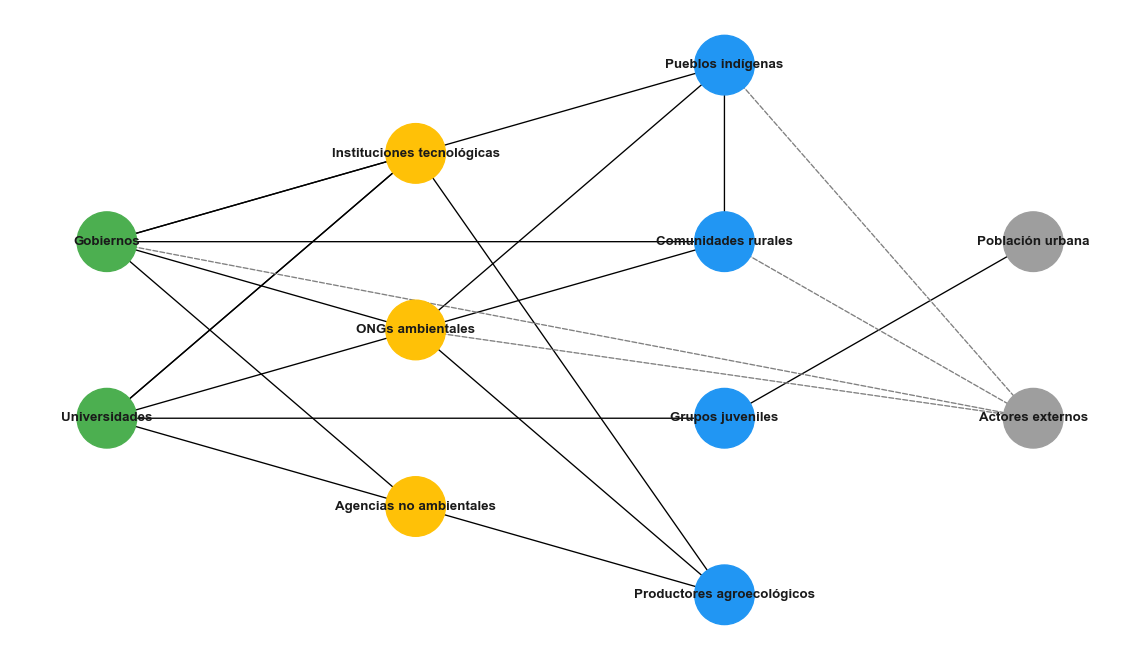 Pueblos indígenas
Instituciones tecnológicas
Gobiernos
Comunidades rurales
Población urbana
ONGs ambientales
Universidades
Grupos juveniles
Actores externos
Agencias no ambientales
Productores agroecológicos